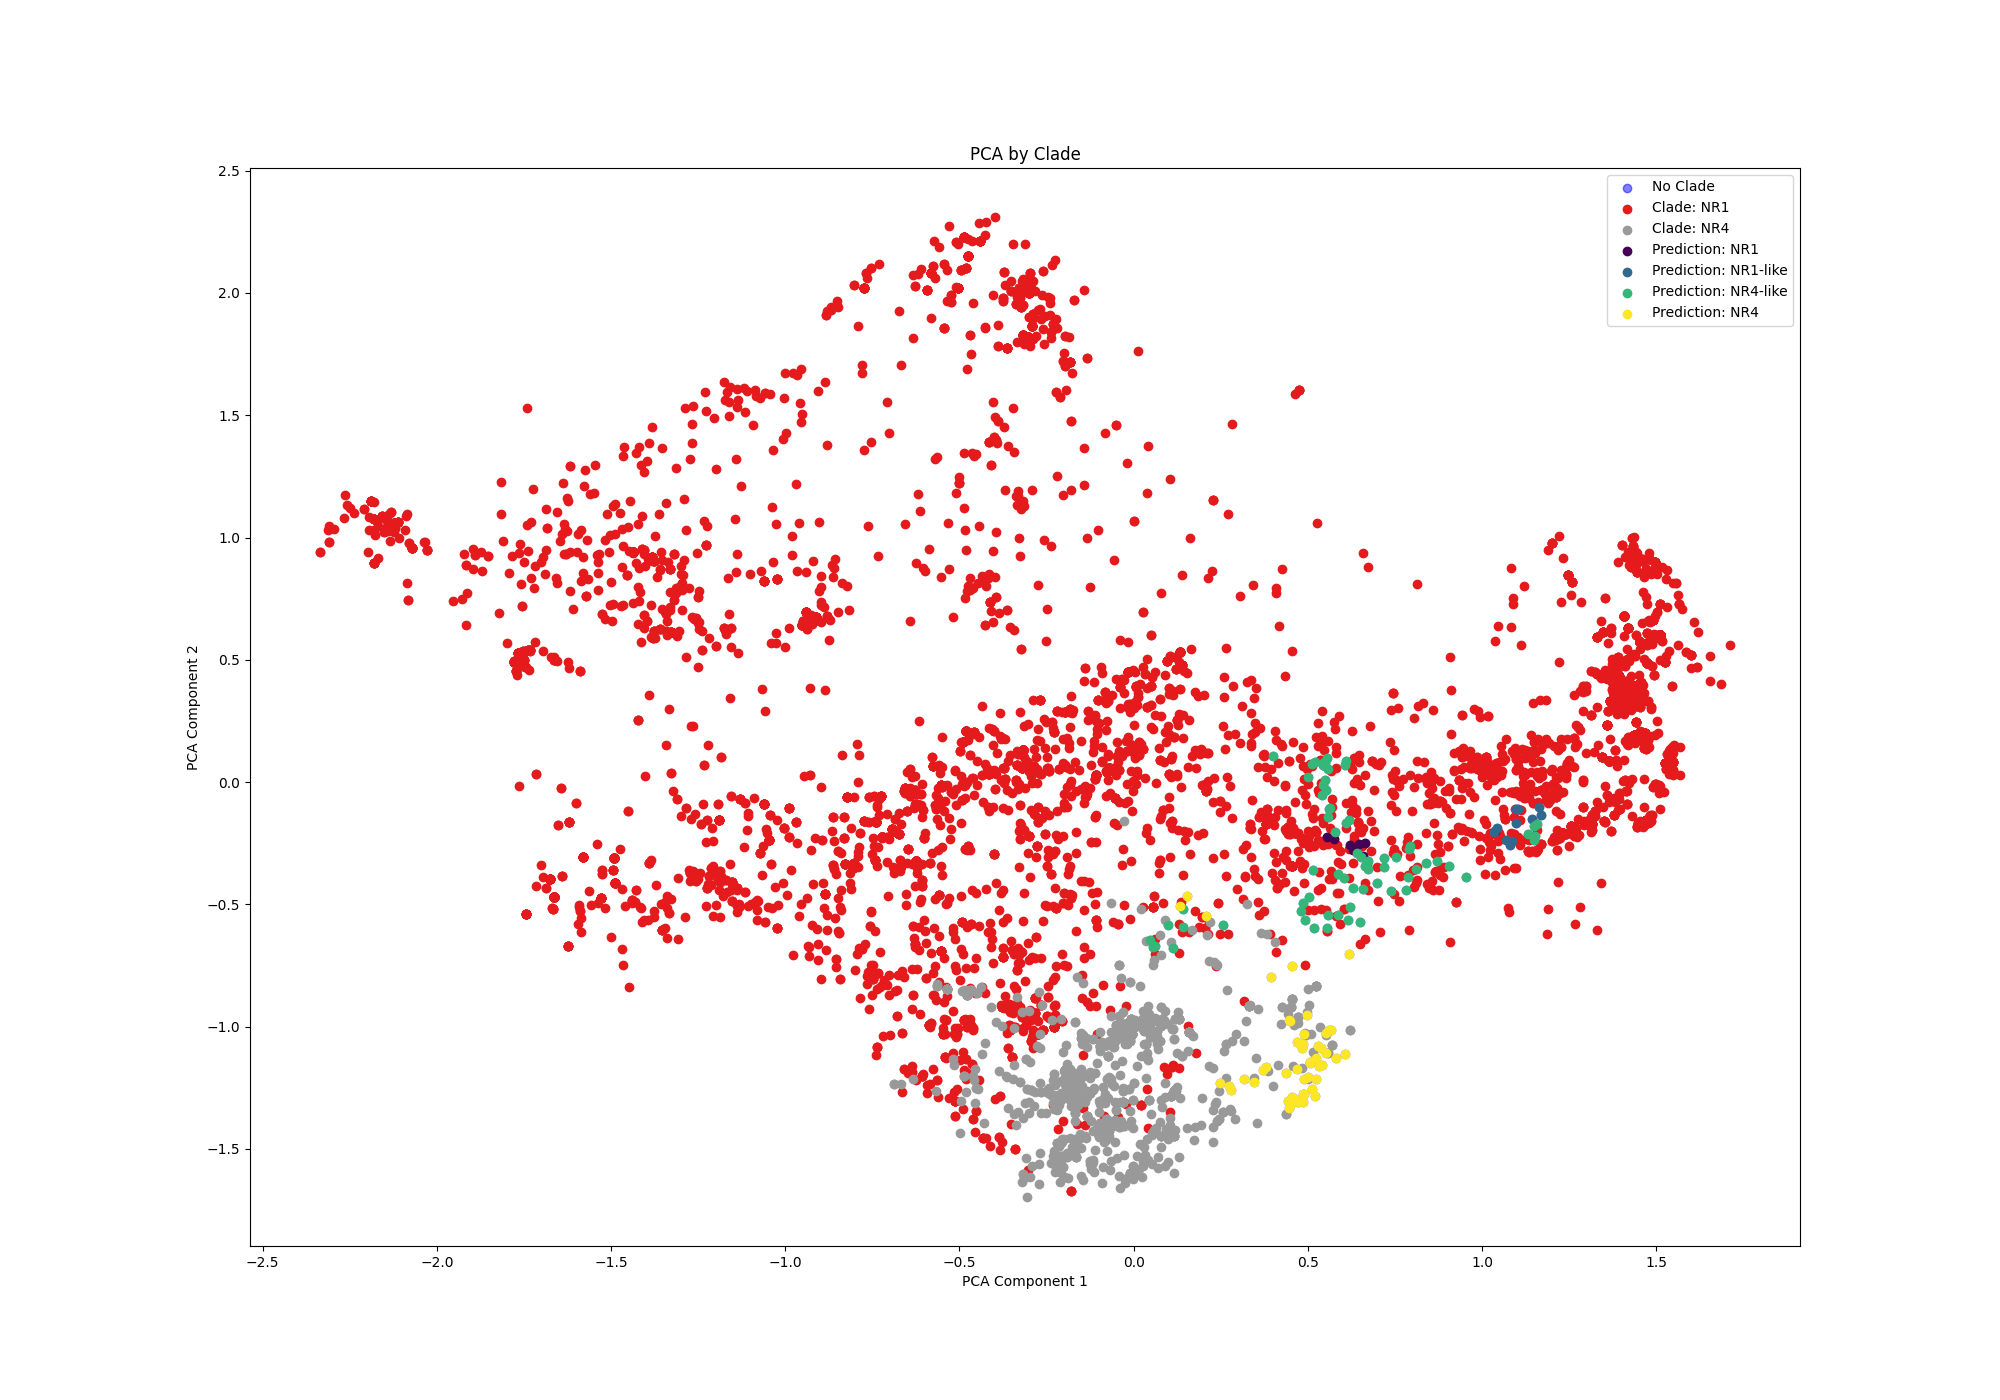 PCA by Clade
2.5
2.0
1.5
1.0
0.5
0.0
−0.5
−1.0
−1.5
PCA Component 2
No Clade
Clade: NR1
Clade: NR4
Prediction: NR1
Prediction: NR1-like
Prediction: NR4-like
Prediction: NR4
−2.5 −2.0 −1.5 −1.0 −0.5 0.0 0.5 1.0 1.5
PCA Component 1